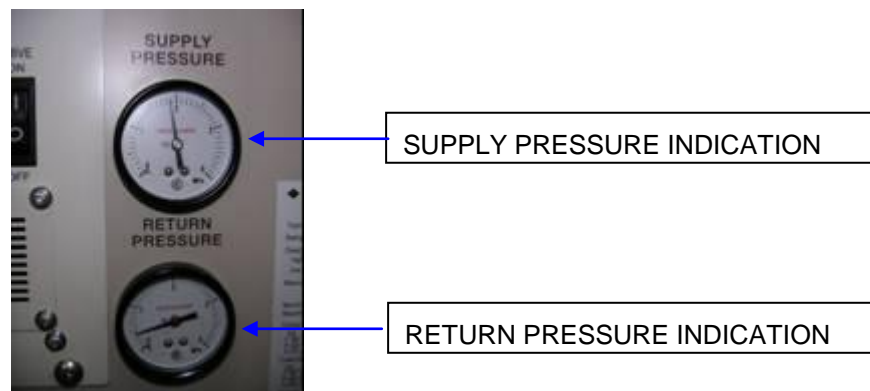 SUPPLY
PRESSURE
SUPPLY PRESSURE INDICATION
OFF
RETURN
PRESSURE
RETURN PRESSURE INDICATION